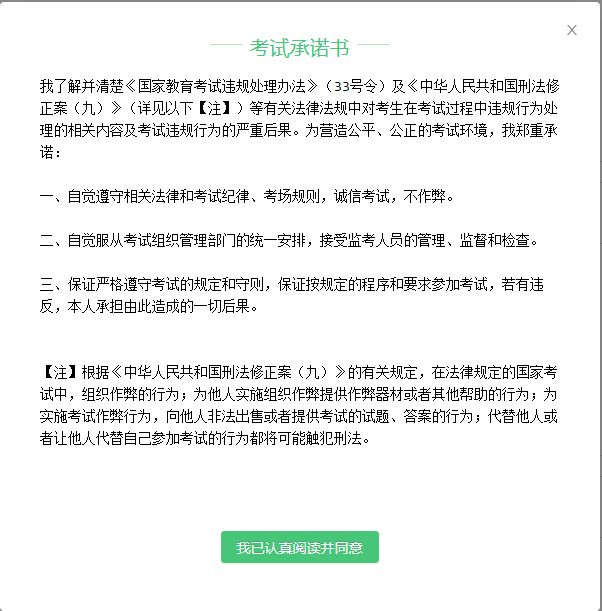 考试承诺书
我了解并清楚《国家教育考试违规处理办法》（33号令）及《中华人民共和国刑法修
正案（九）》（详见以下【注】）等有关法律法规中对考生在考试过程中违规行为处
理的相关内容及考试违规行为的严重后果。为营造公平、公正的考试环境，我郑重承
诺：
一、自觉遵守相关法律和考试纪律、考场规则，诚信考试，不作弊。
二、自觉服从考试组织管理部门的统一安排，接受监考人员的管理、监督和检查。
三、保证严格遵守考试的规定和守则，保证按规定的程序和要求参加考试，若有违
反，本人承担由此造成的一切后果。
【注】根据《中华人民共和国刑法修正案（九）》的有关规定，在法律规定的国家考
试中，组织作弊的行为；为他人实施组织作弊提供作弊器材或者其他帮助的行为；为
实施考试作弊行为，向他人非法出售或者提供考试的试题、答案的行为；代替他人或
者让他人代替自己参加考试的行为都将可能触犯刑法。
我已认真阅读并同意